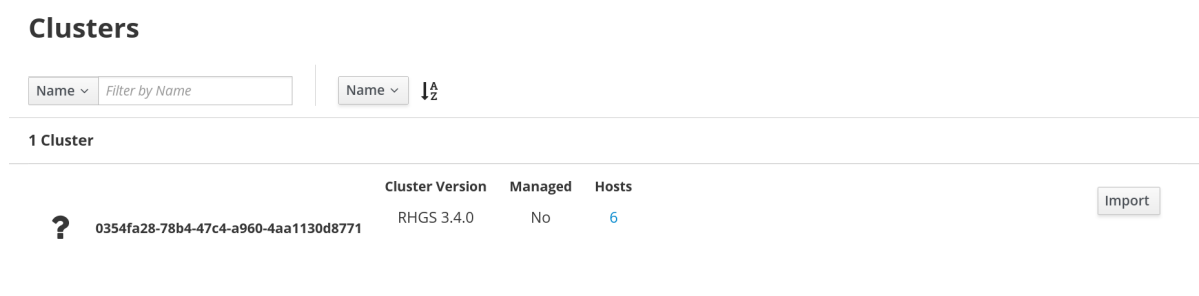 Clusters
Name Filter by Name Name A Z
1 Cluster
Cluster Version Managed Hosts
? 0354fa28-78b4-47c4-a960-4aa1130d8771 RHGS 3.4.0 No 6 Import